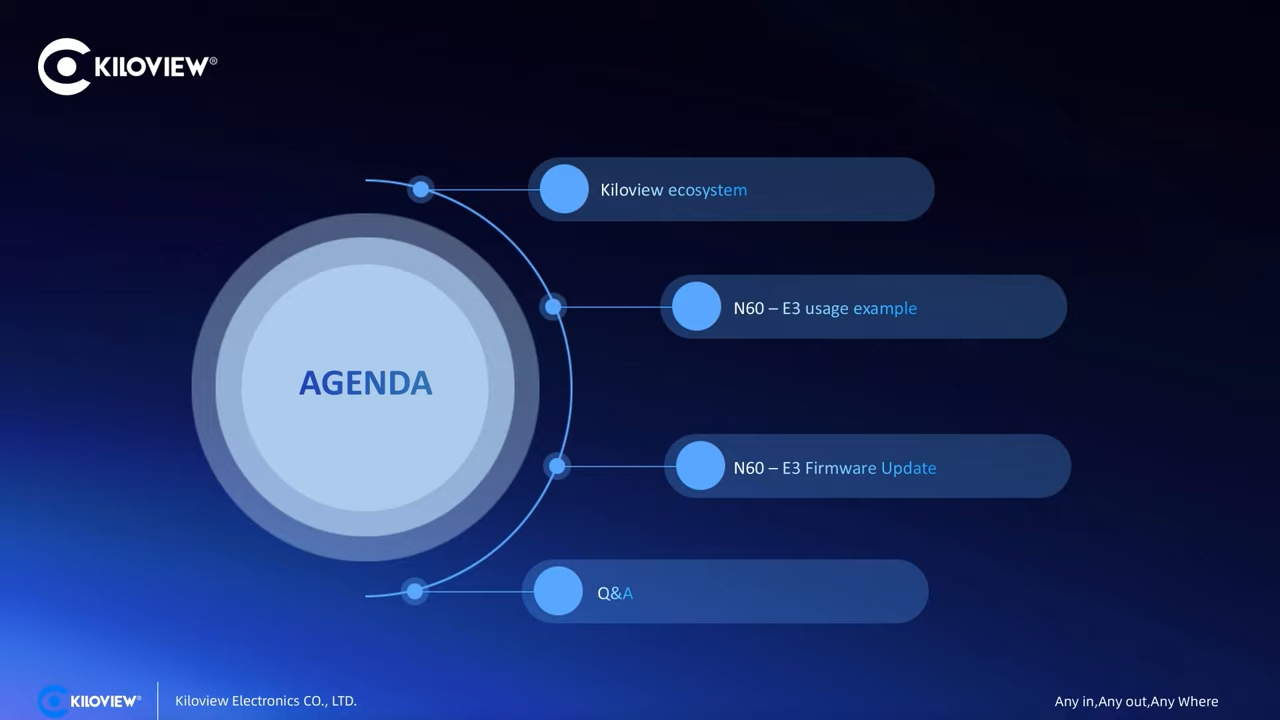 KILOVIEW®
Kiloview ecosystem
N60 – E3 usage example
AGENDA
N60 – E3 Firmware Update
Q&A
KILOVIEW®
Kiloview Electronics CO., LTD.
Any in,Any out,Any Where